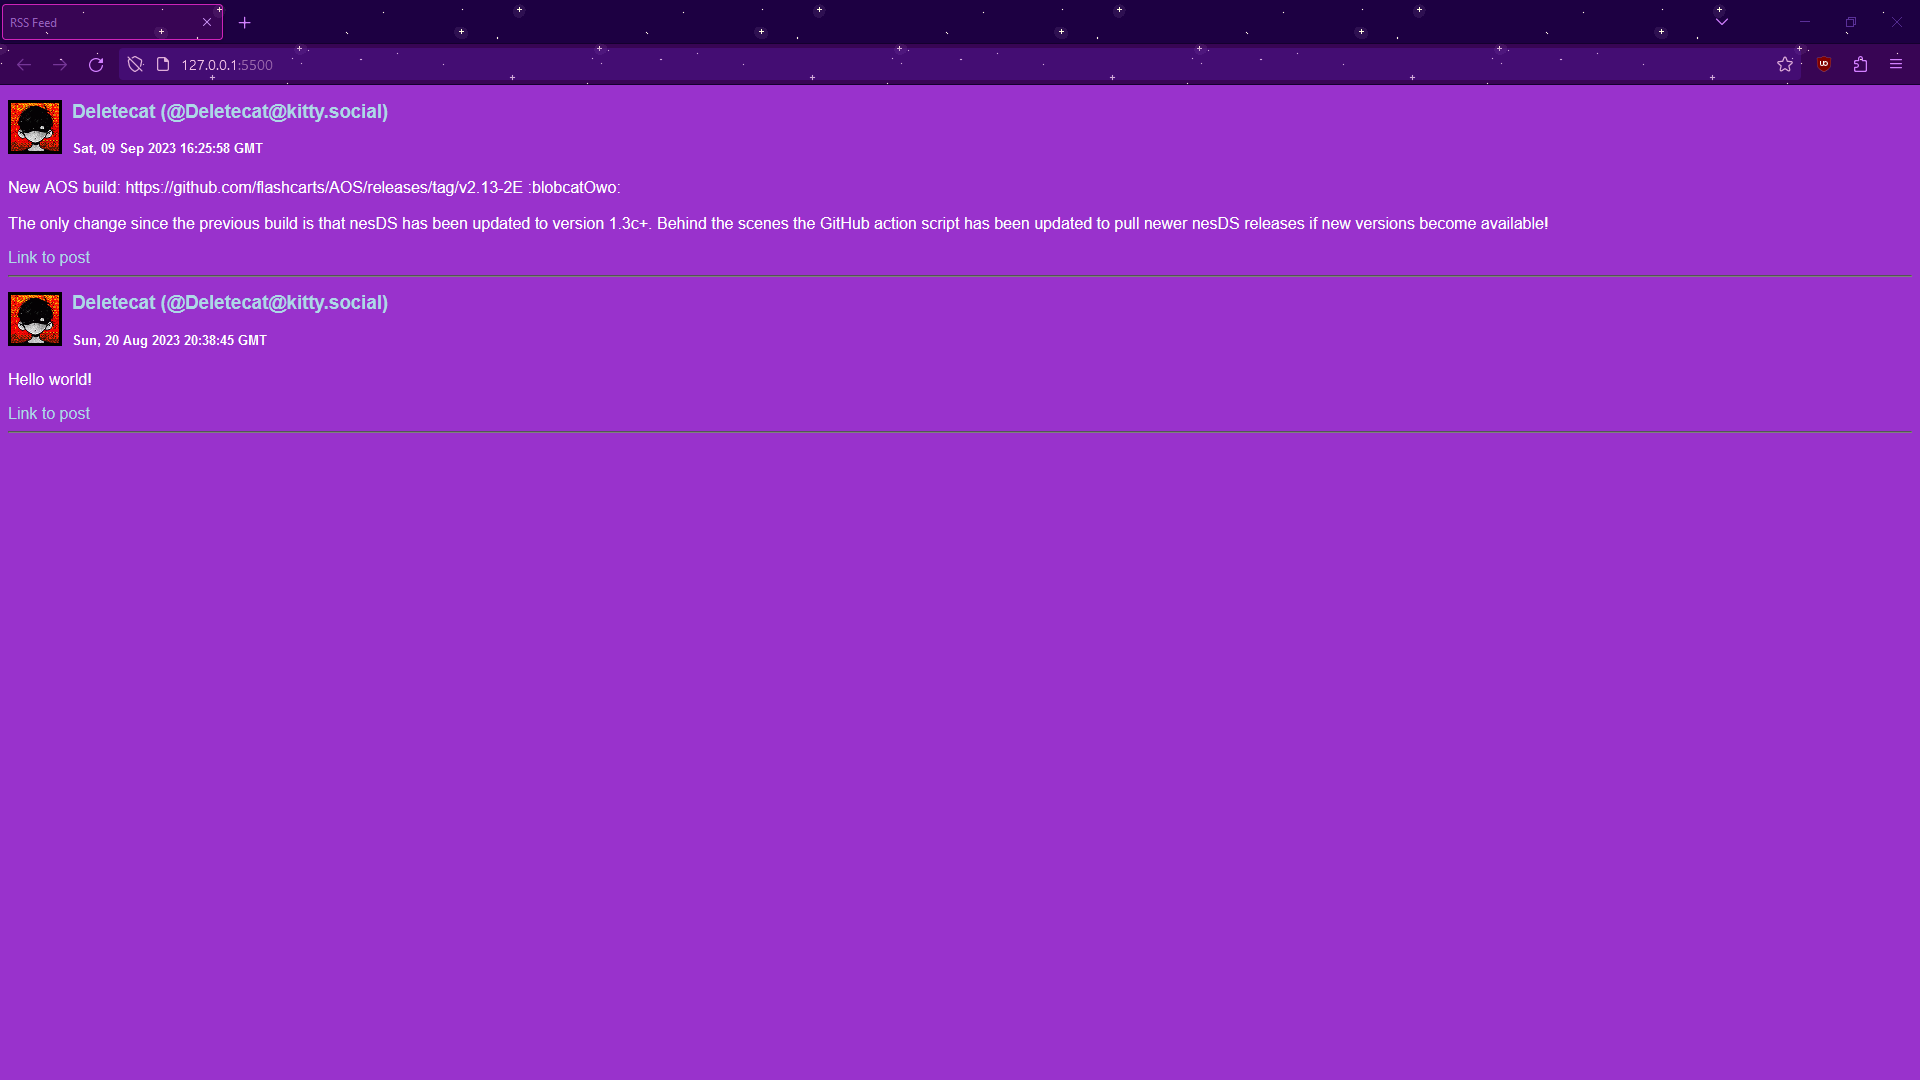 RSS Feed
127.0.0.1:5500
Deletecat (@Deletecat@kitty.social)
Sat, 09 Sep 2023 16:25:58 GMT
New AOS build: https://github.com/flashcarts/AOS/releases/tag/v2.13-2E :blobcatOwo:
The only change since the previous build is that nesDS has been updated to version 1.3c+. Behind the scenes the GitHub action script has been updated to pull newer nesDS releases if new versions become available!
Link to post
Deletecat (@Deletecat@kitty.social)
Sun, 20 Aug 2023 20:38:45 GMT
Hello world!
Link to post